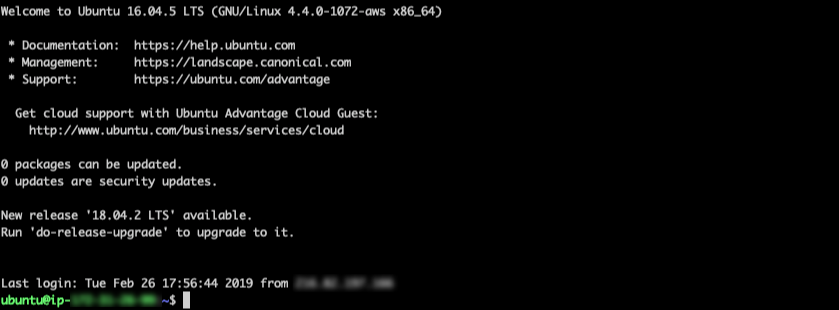 Welcome to Ubuntu 16.04.5 LTS (GNU/Linux 4.4.0-1072-aws x86_64)
* Documentation: https://help.ubuntu.com
* Management: https://landscape.canonical.com
* Support: https://ubuntu.com/advantage
Get cloud support with Ubuntu Advantage Cloud Guest:
http://www.ubuntu.com/business/services/cloud
0 packages can be updated.
0 updates are security updates.
New release '18.04.2 LTS' available.
Run 'do-release-upgrade' to upgrade to it.
Last login: Tue Feb 26 17:56:44 2019 from
ubuntu@ip- ~$